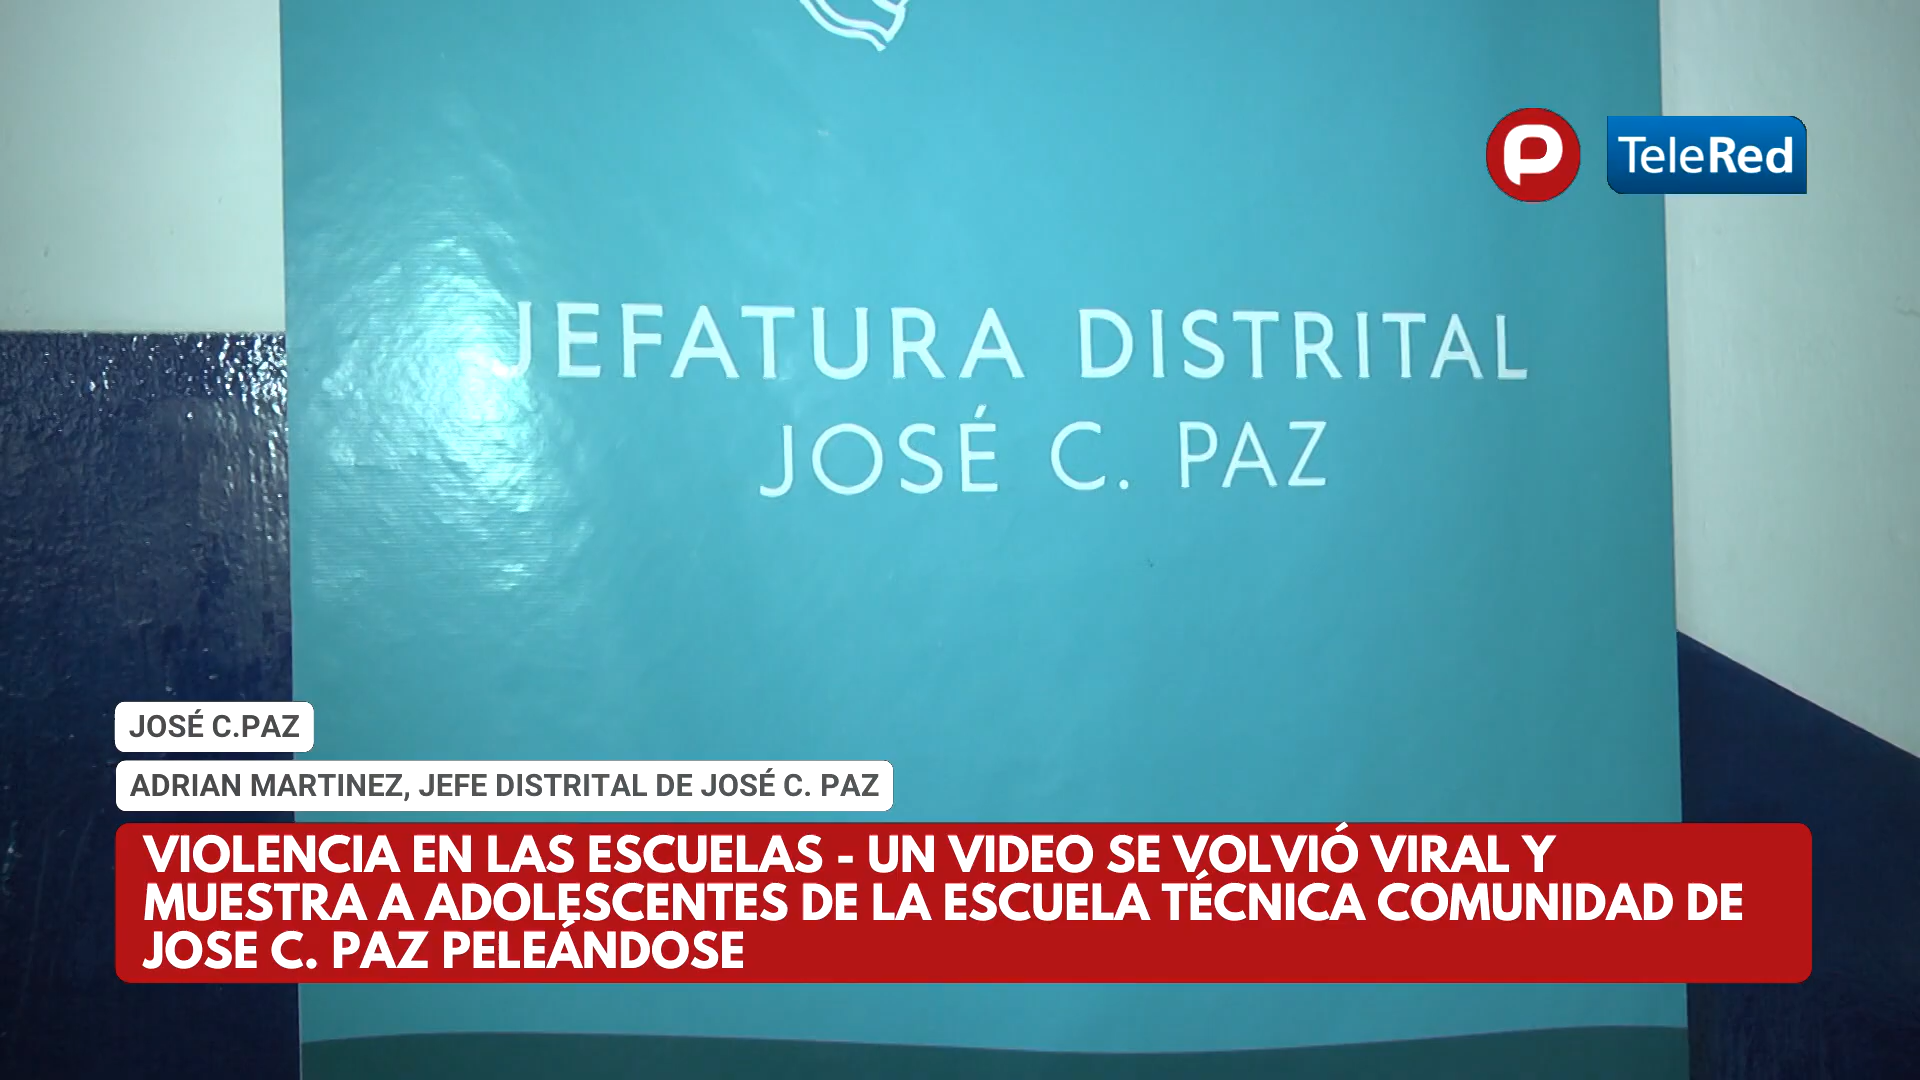 P TeleRed
JEFATURA DISTRITAL
JOSÉ C. PAZ
JOSÉ C.PAZ
ADRIAN MARTINEZ, JEFE DISTRITAL DE JOSÉ C. PAZ
VIOLENCIA EN LAS ESCUELAS - UN VIDEO SE VOLVIÓ VIRAL Y
MUESTRA A ADOLESCENTES DE LA ESCUELA TÉCNICA COMUNIDAD DE
JOSE C. PAZ PELEÁNDOSE